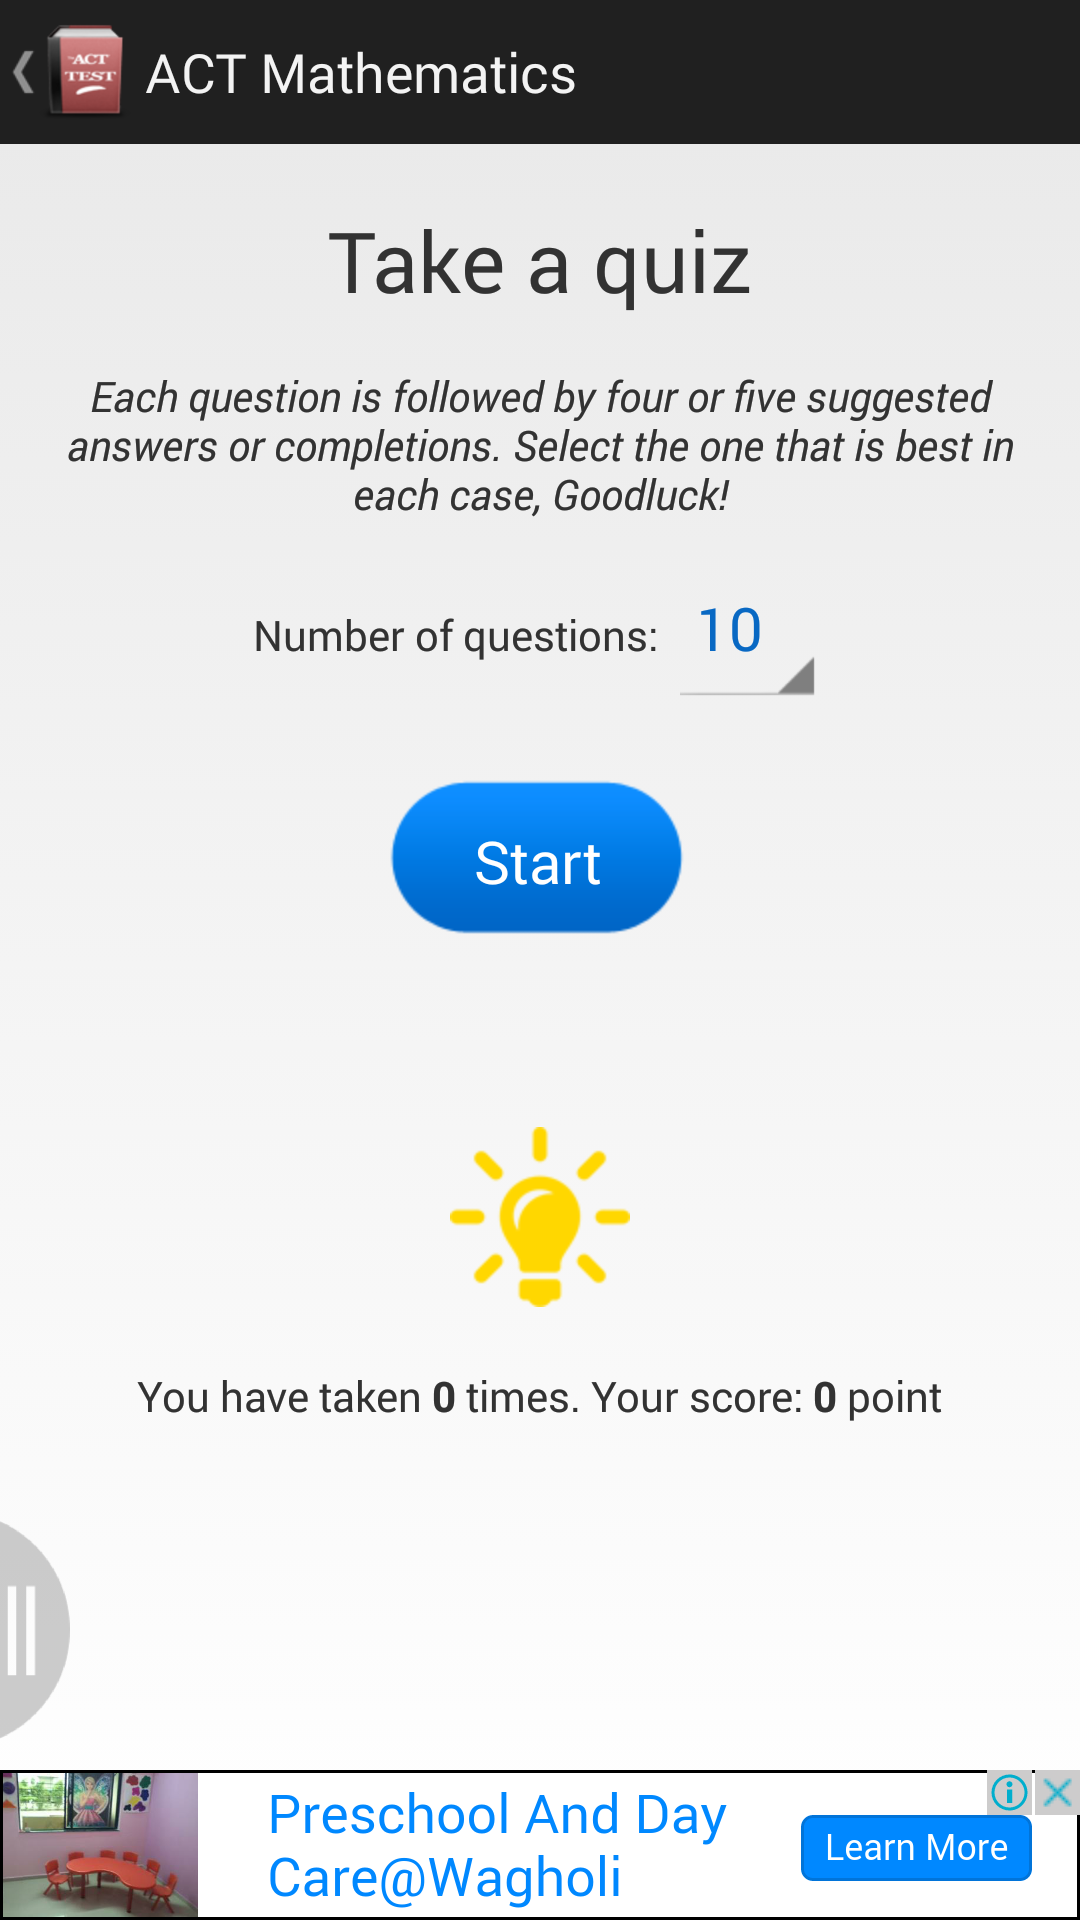 ACT
TEST
ACT Mathematics
Take a quiz
Each question is followed by four or five suggested
answers or completions. Select the one that is best in
each case, Goodluck!
Number of questions: 10
Start
You have taken 0 times. Your score: 0 point
Preschool And Day
Care@Wagholi
Learn More